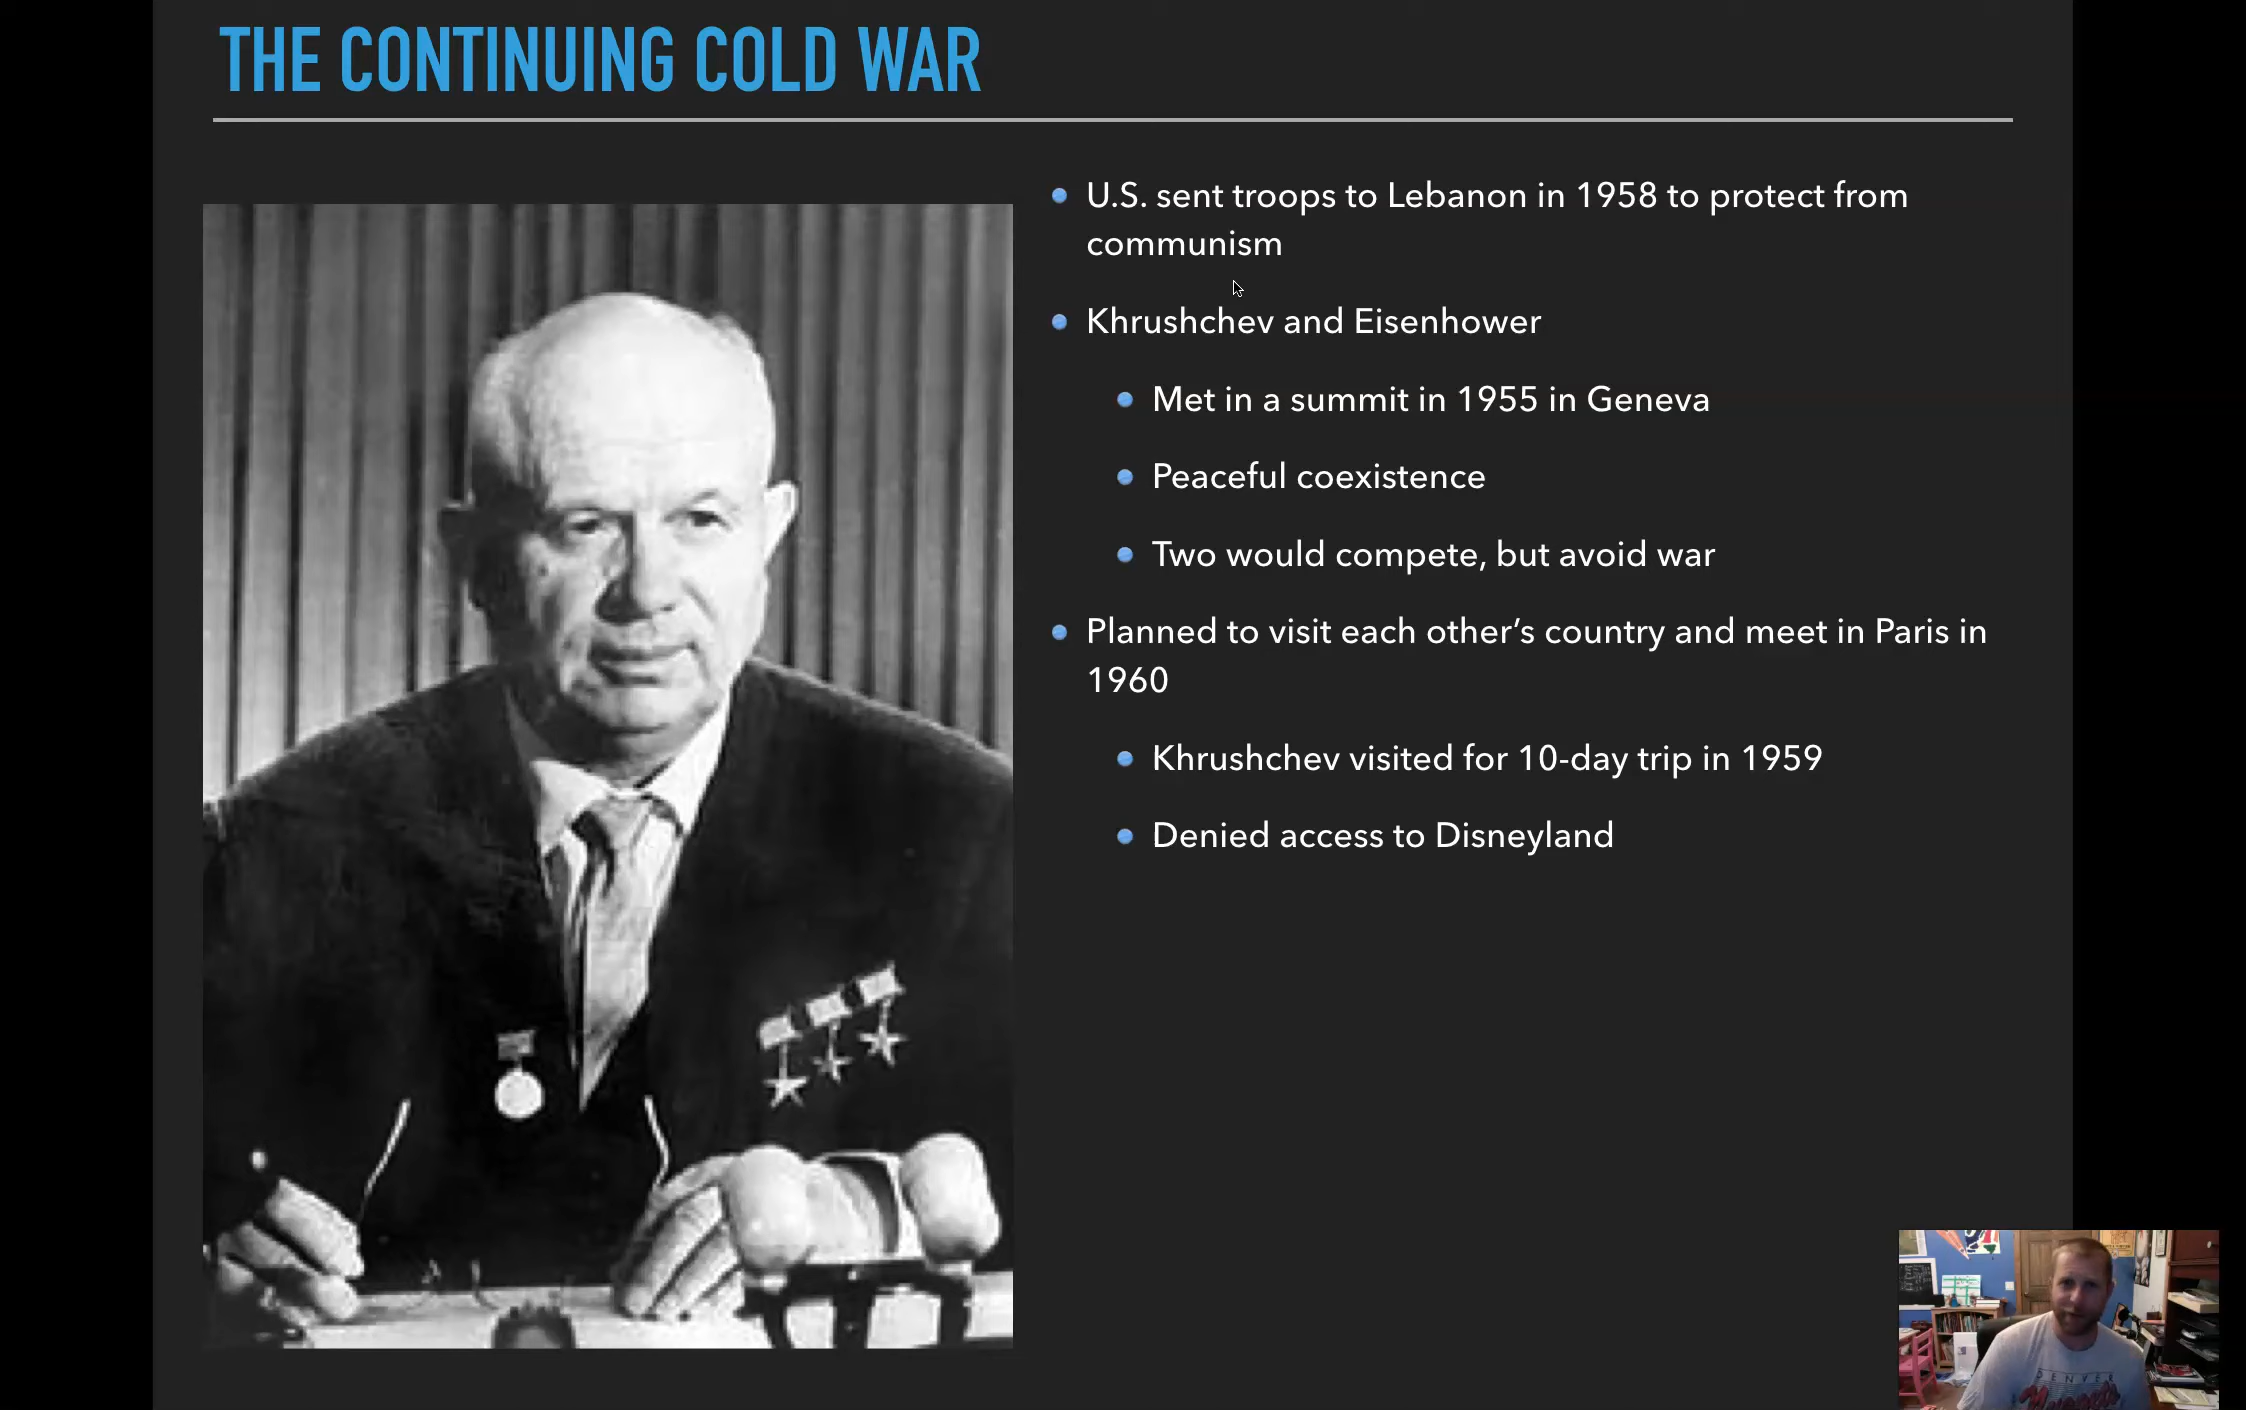 THE CONTINUING COLD WAR
U.S. sent troops to Lebanon in 1958 to protect from
communism
Khrushchev and Eisenhower
Met in a summit in 1955 in Geneva
Peaceful coexistence
Two would compete, but avoid war
Planned to visit each other’s country and meet in Paris in
1960
Khrushchev visited for 10-day trip in 1959
Denied access to Disneyland
DENVER